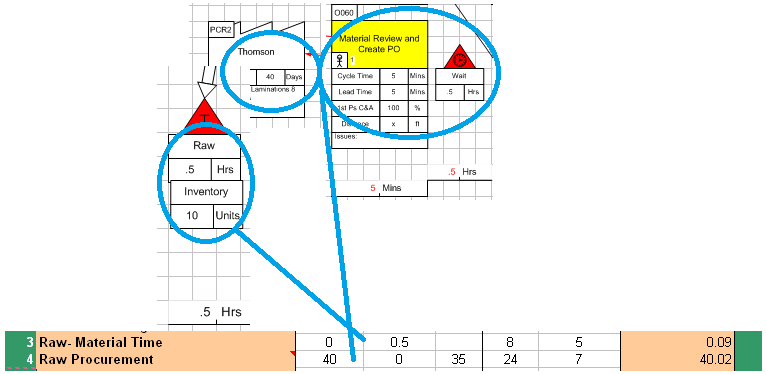 O060
PCR2
Material Review and
Create PO
Thomson
1
40 Days
Cycle Time 5 Mins
Wait
Laminations &
Lead Time 5 Mins
.5 Hrs
1st Ps C&A 100 %
Distance x ft
Issues:
I
Raw
.5 Hrs
.5 Hrs
5 Mins
Inventory
10 Units
.5 Hrs
3 Raw- Material Time 0 0.5 8 5 0.09
4 Raw Procurement 40 0 35 24 7 40.02